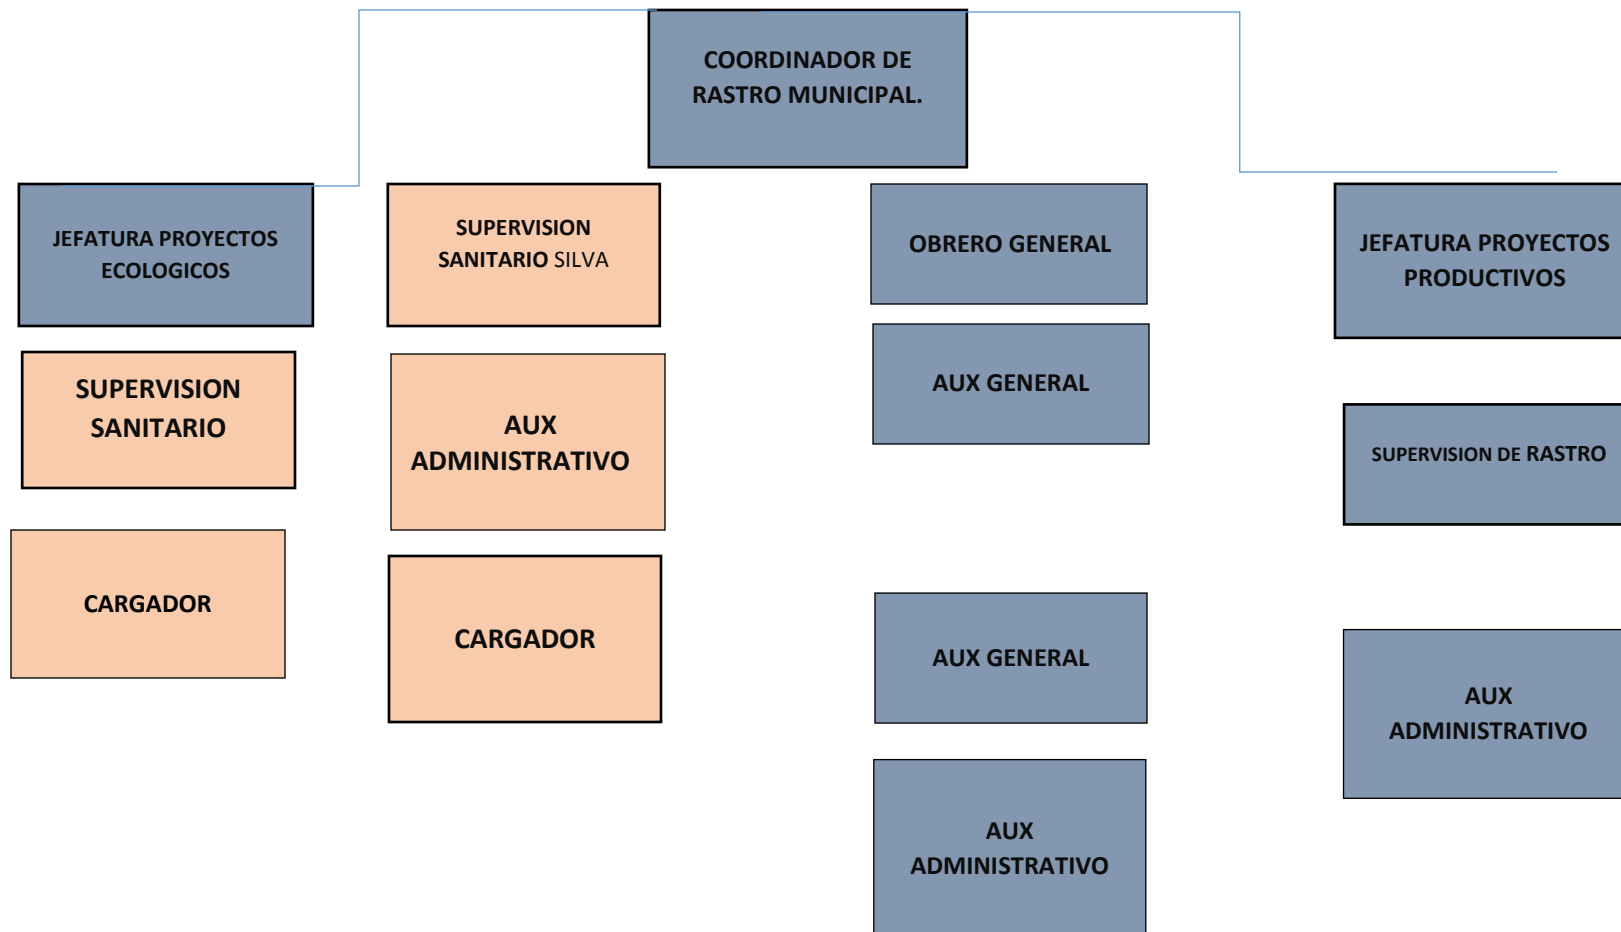 COORDINADOR DE
RASTRO MUNICIPAL.
JEFATURA PROYECTOS
ECOLOGICOS
SUPERVISION
SANITARIO SILVA
OBRERO GENERAL
JEFATURA PROYECTOS
PRODUCTIVOS
SUPERVISION
SANITARIO
AUX
ADMINISTRATIVO
AUX GENERAL
SUPERVISION DE RASTRO
CARGADOR
CARGADOR
AUX GENERAL
AUX
ADMINISTRATIVO
AUX
ADMINISTRATIVO